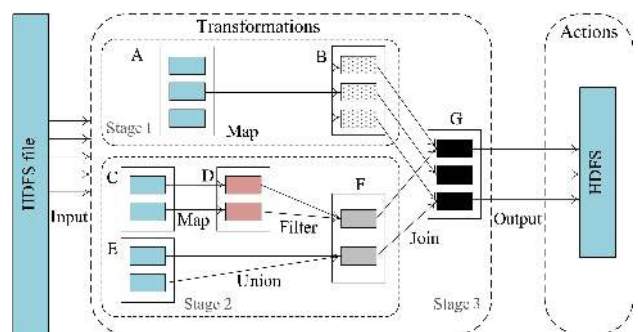 Transformations
Actions
A
B
Stage 1
Map
G
HDFS file
Input
C
D
Map
Filter
F
E
Union
Stage 2
Join
Stage 3
Output
HDFS